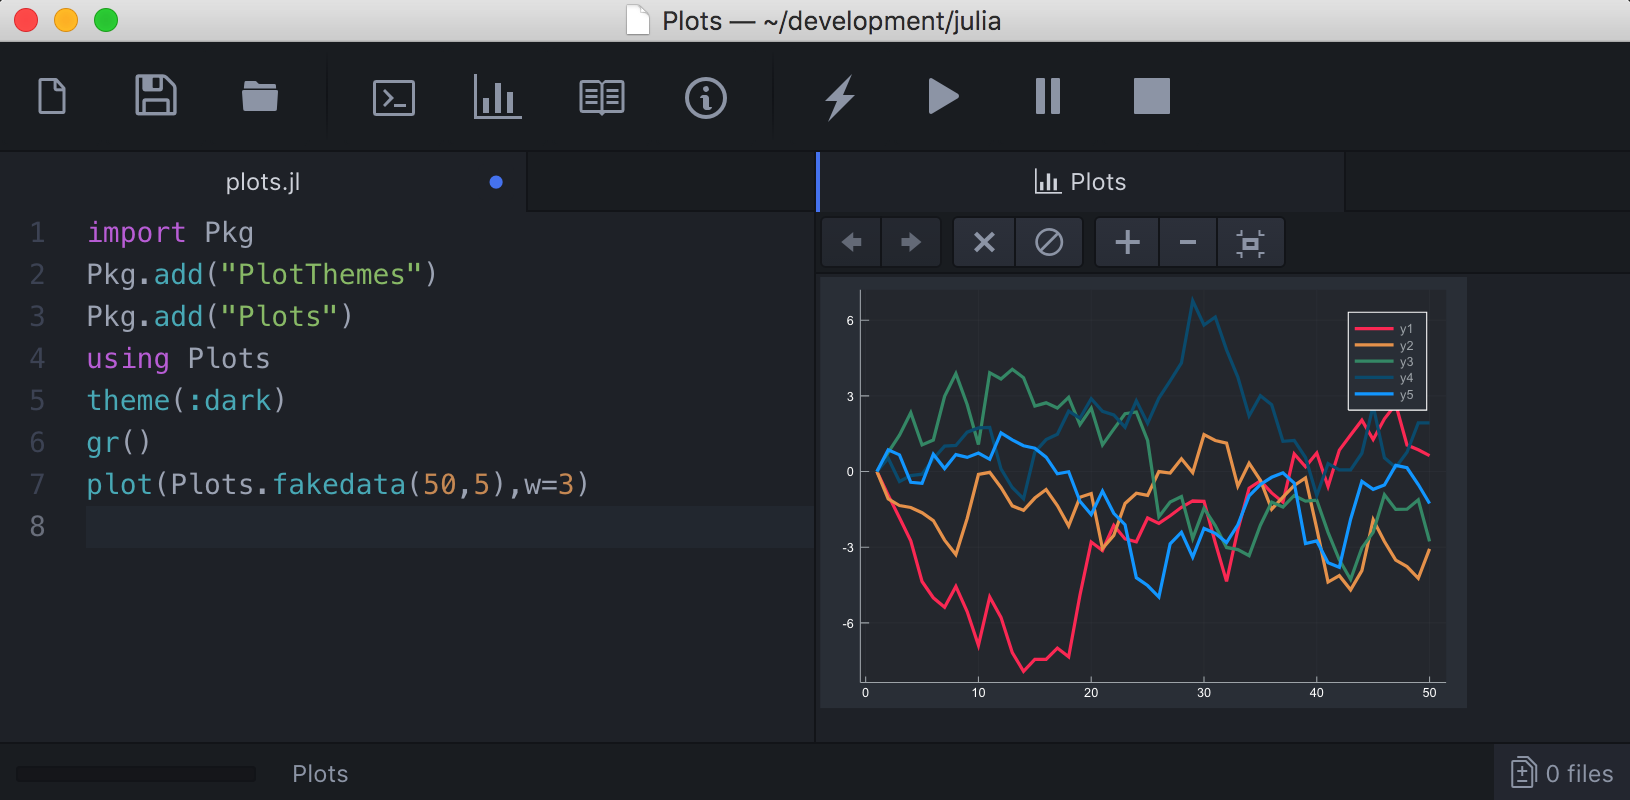 Plots — ~/development/julia
plots.jl
1 import Pkg
2 Pkg.add("PlotThemes")
3 Pkg.add("Plots")
4 using Plots
5 theme(:dark)
6 gr()
7 plot(Plots.fakedata(50,5),w=3)
8
Plots
6
3
0
-3
-6
0 10 20 30 40 50
y1
y2
y3
y4
y5
Plots
0 files